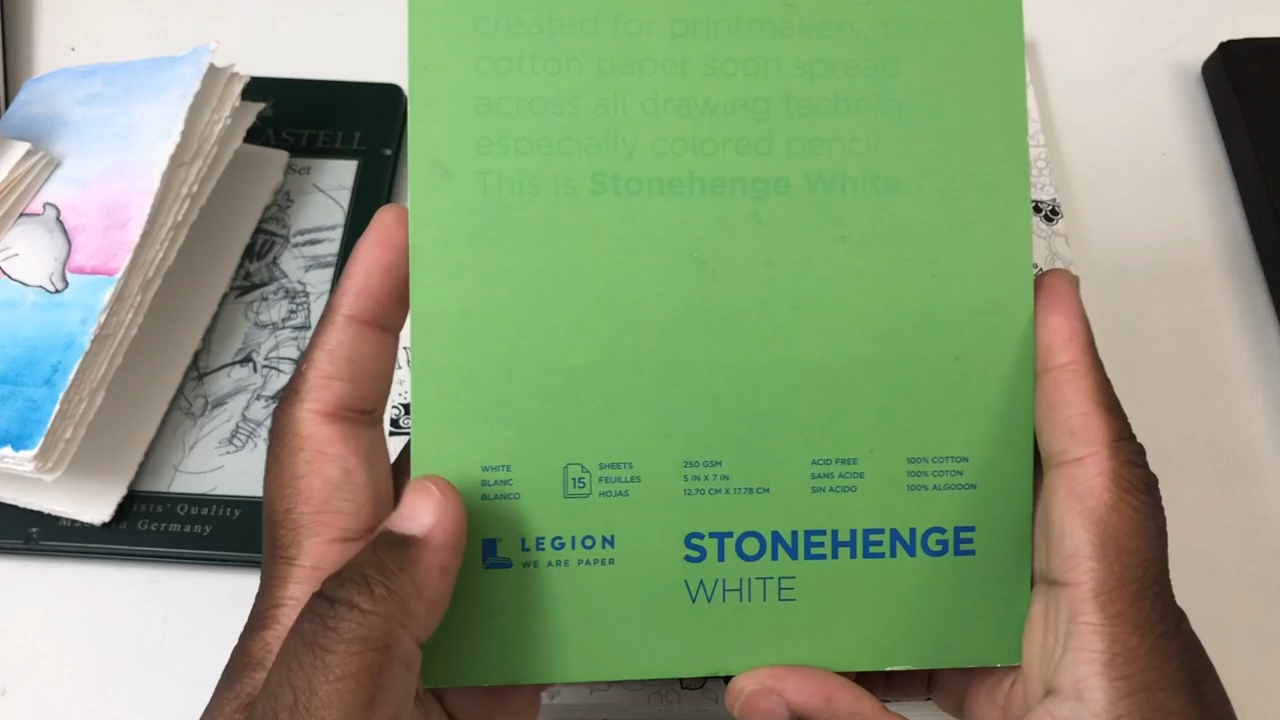 created for printmakers, this
cotton paper soon spread
across all drawing techniques
especially colored pencil.
This is Stonehenge White
ASTELL
Set
ists' Quality
Made in Germany
WHITE
BLANC
BLANCO
15
SHEETS
FEUILLES
HOJAS
250 GSM
5 IN X 7 IN
12.70 CM X 17.78 CM
ACID FREE
SANS ACIDE
SIN ACIDO
100% COTTON
100% COTON
100% ALGODON
LEGION
WE ARE PAPER
STONEHENGE
WHITE